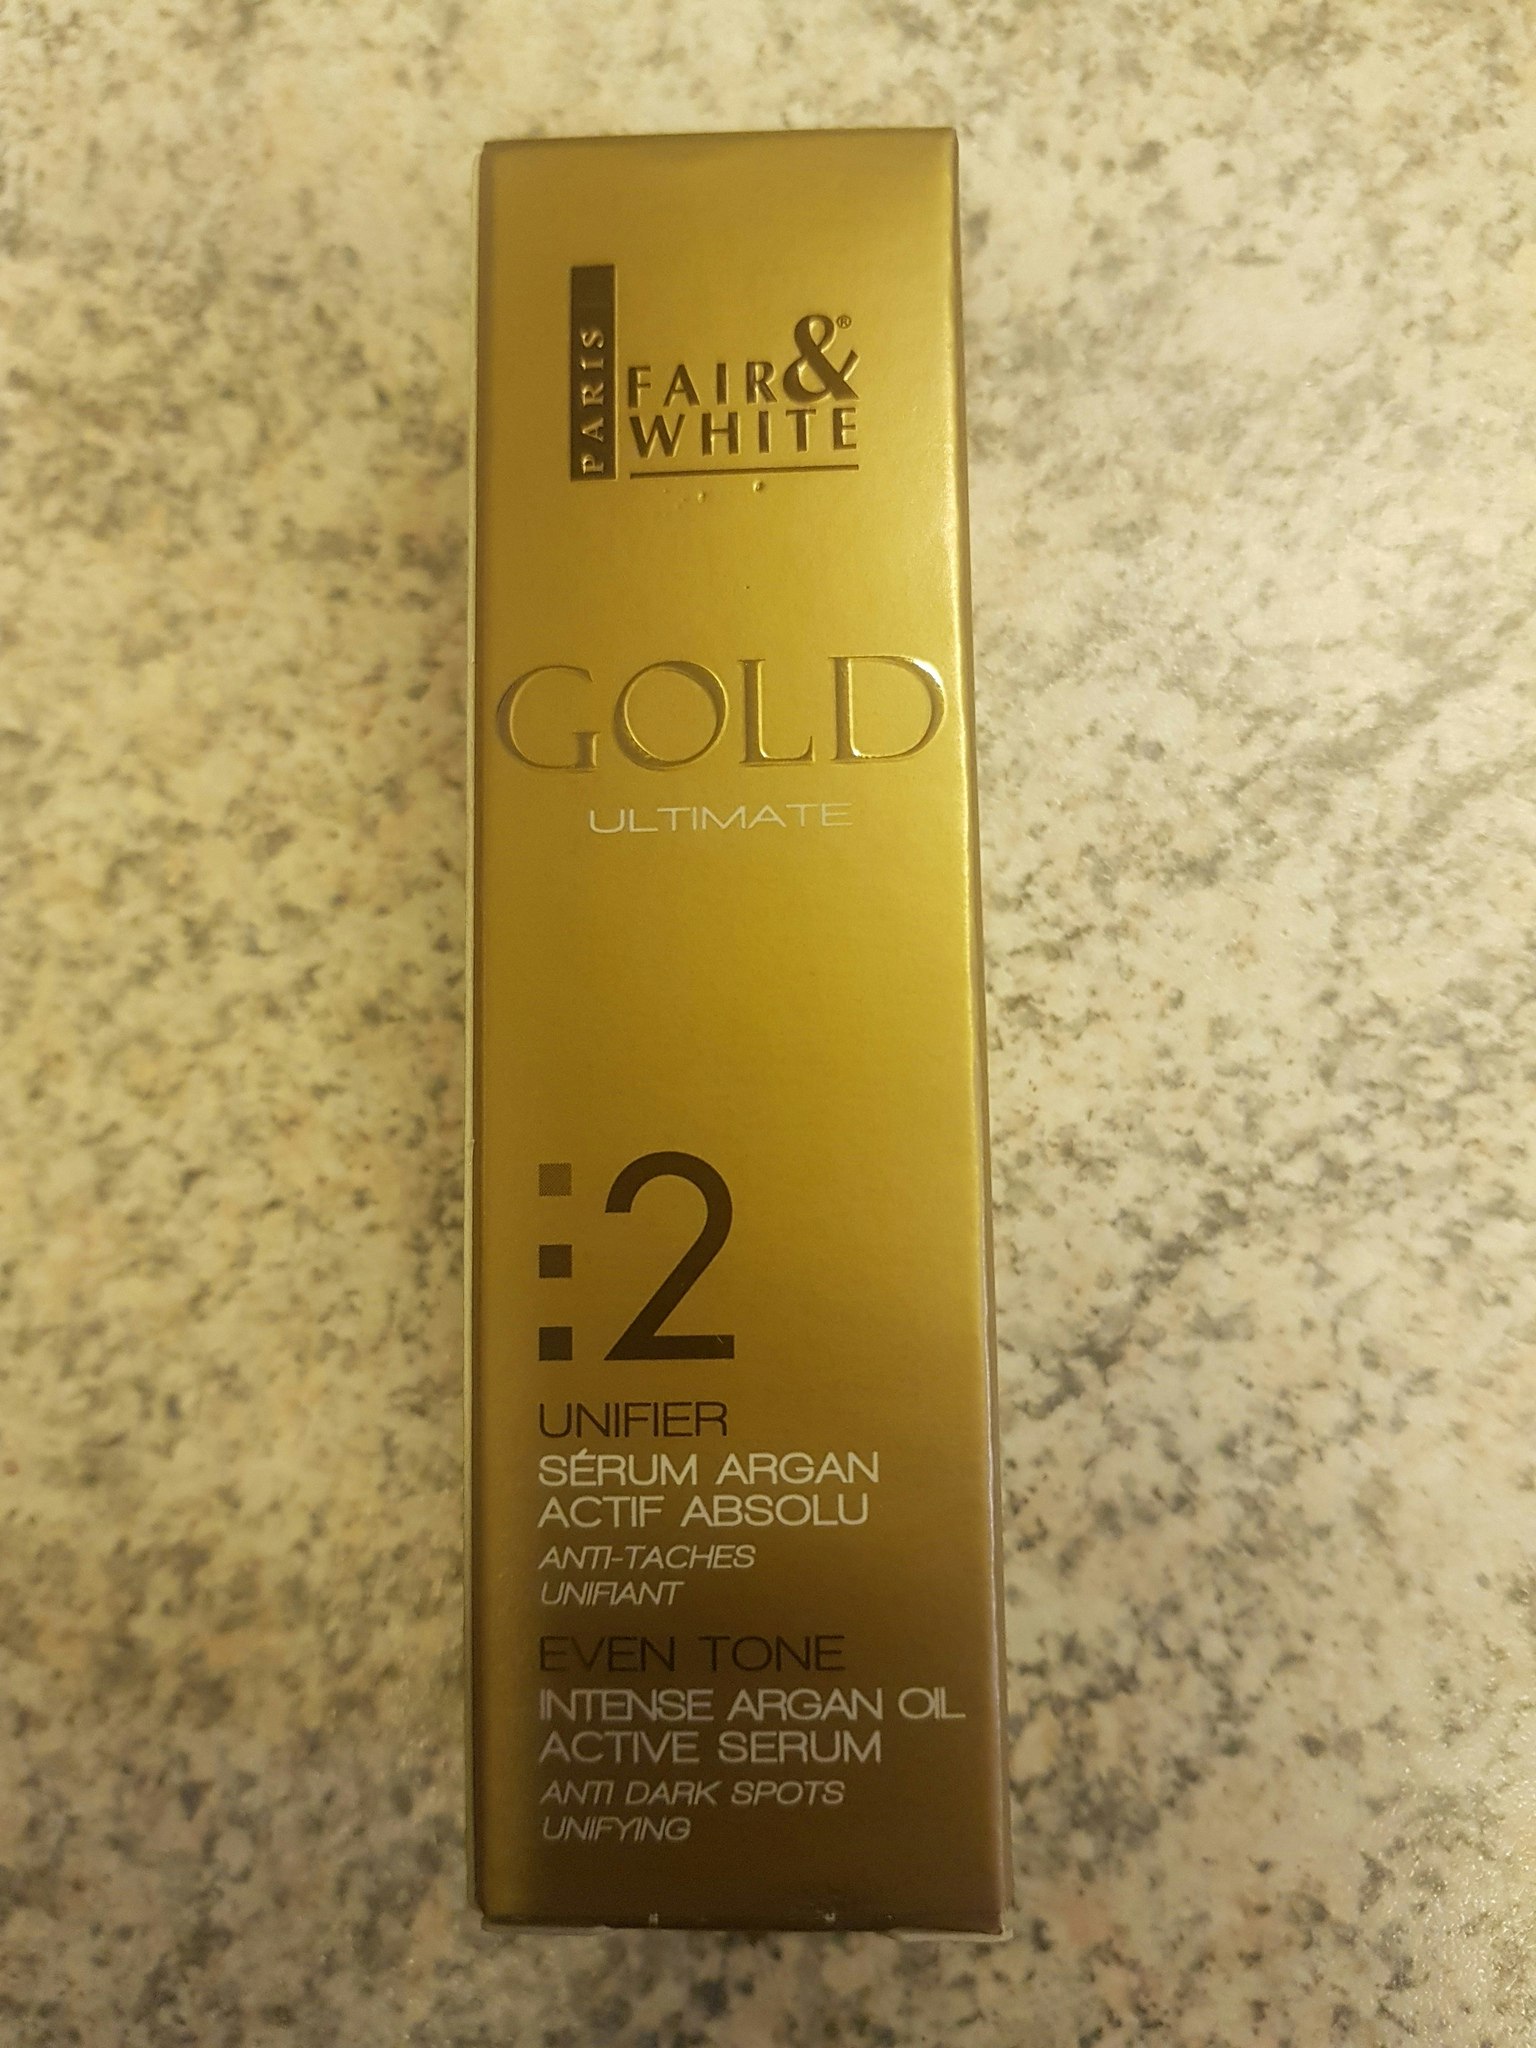 PARIS
FAIR &®
WHITE
GOLD
ULTIMATE
2
UNIFIER
SÉRUM ARGAN
ACTIF ABSOLU
ANTI-TACHES
UNIFIANT
EVEN TONE
INTENSE ARGAN OIL
ACTIVE SERUM
ANTI DARK SPOTS
UNIFYING